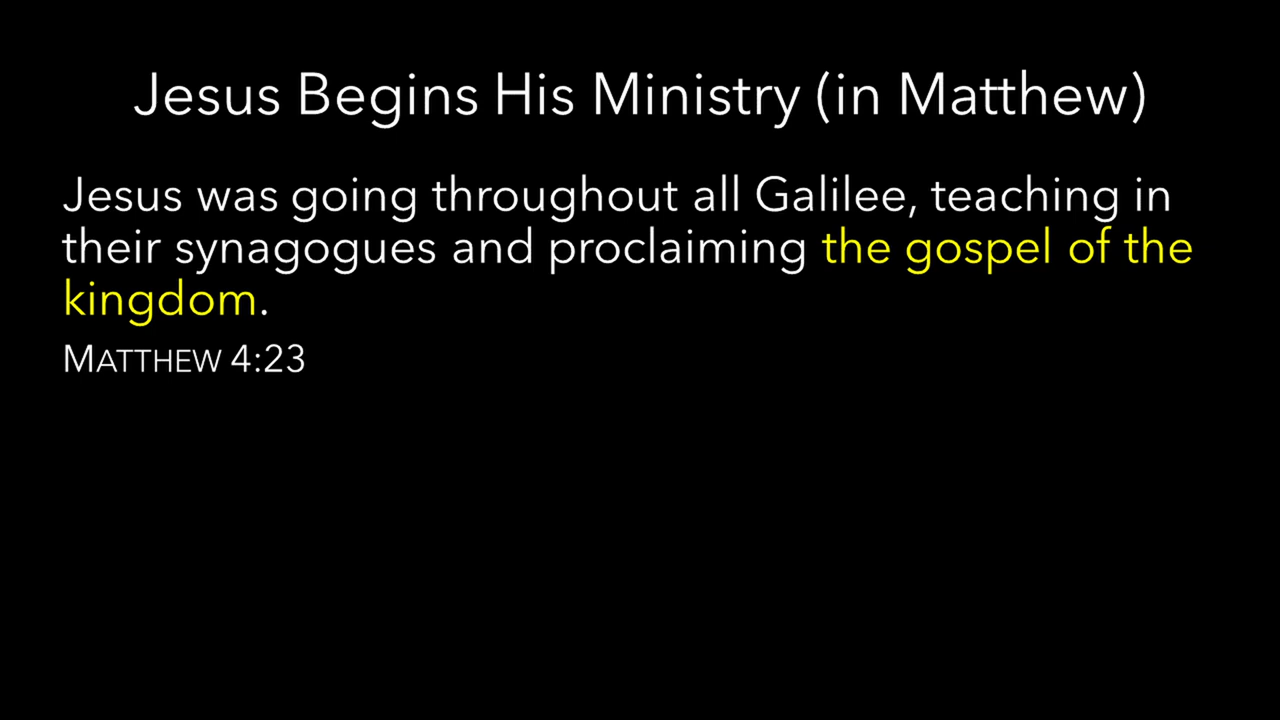 Jesus Begins His Ministry (in Matthew)
Jesus was going throughout all Galilee, teaching in
their synagogues and proclaiming the gospel of the
kingdom.
MATTHEW 4:23